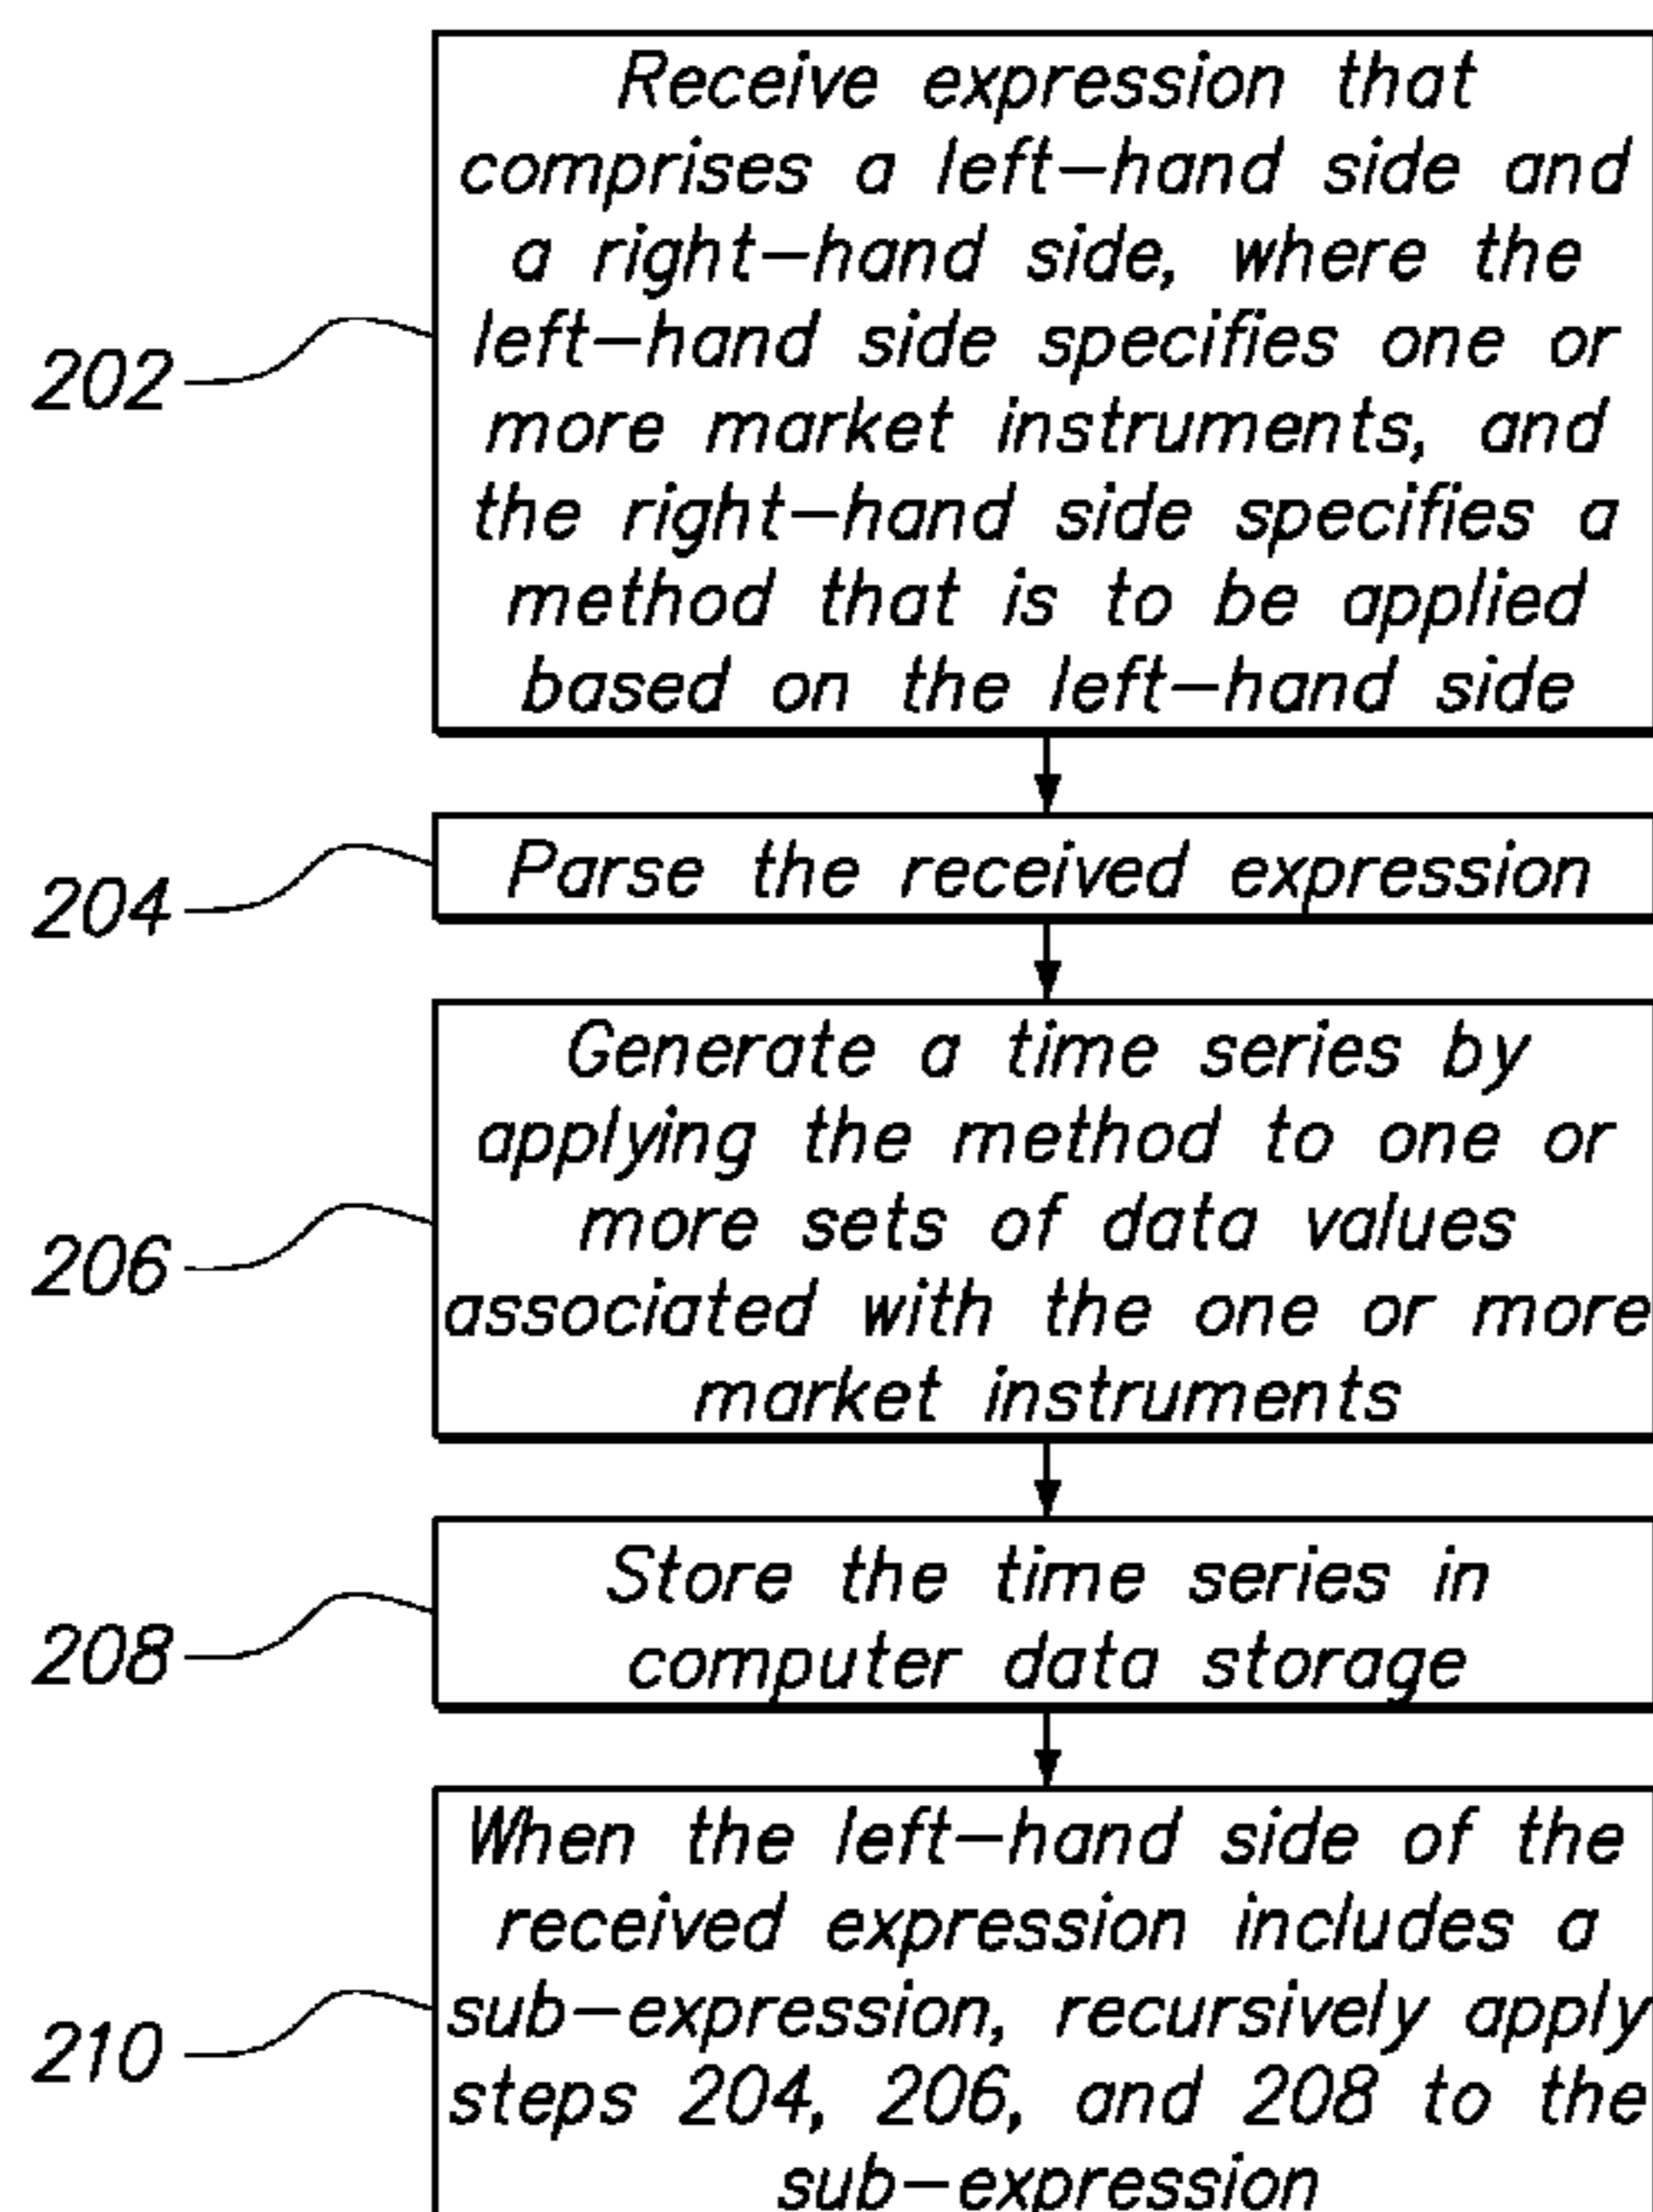 Receive expression that
comprises a left-hand side and
a right-hand side, where the
left-hand side specifies one or
more market instruments, and
the right-hand side specifies a
method that is to be applied
based on the left-hand side
202
Parse the received expression
204
Generate a time series by
applying the method to one or
more sets of data values
associated with the one or more
market instruments
206
Store the time series in
computer data storage
208
When the left-hand side of the
received expression includes a
sub-expression, recursively apply
steps 204, 206, and 208 to the
sub-expression
210